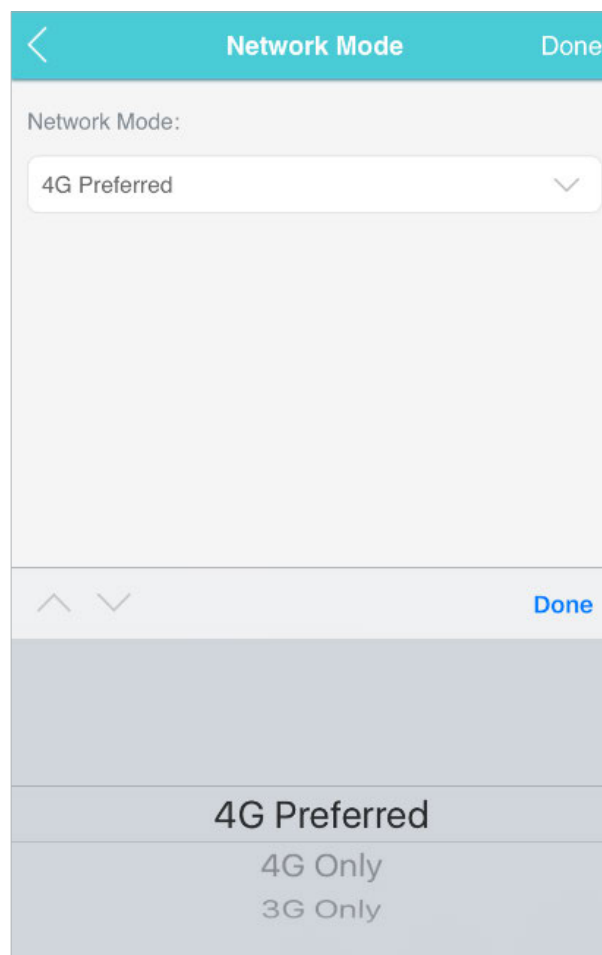 Network Mode Done
Network Mode:
4G Preferred
Done
4G Preferred
4G Only
3G Only